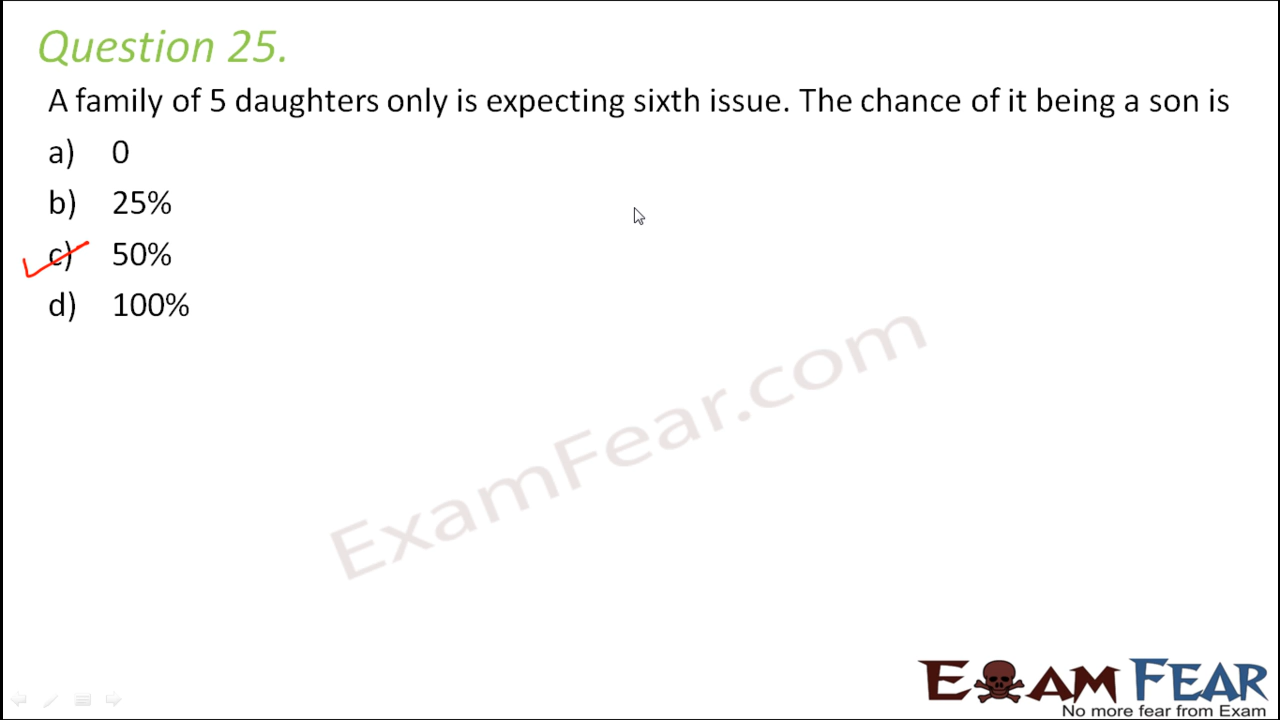 Question 25.
A family of 5 daughters only is expecting sixth issue. The chance of it being a son is
a) 0
b) 25%
c) 50%
d) 100%
ExamFear.com
EXAM FEAR
No more fear from Exam